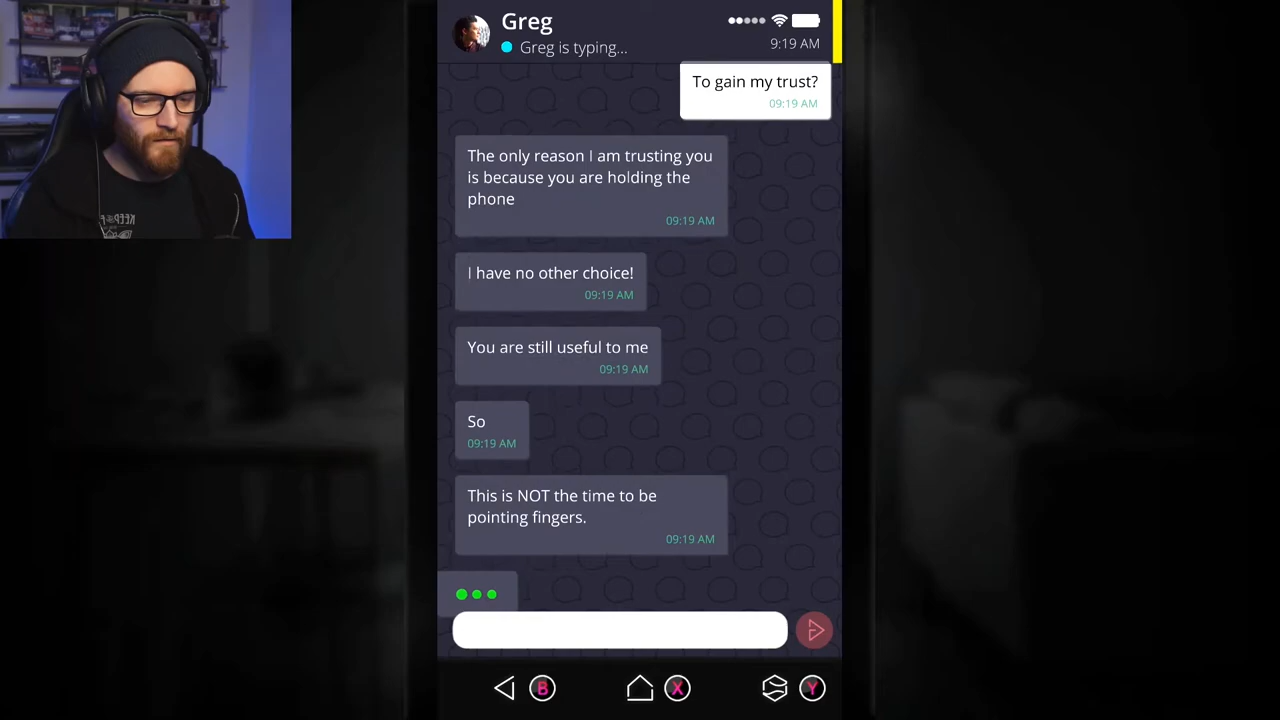 Greg
Greg is typing...
9:19 AM
To gain my trust?
09:19 AM
The only reason I am trusting you
is because you are holding the
phone
09:19 AM
I have no other choice!
09:19 AM
You are still useful to me
09:19 AM
So
09:19 AM
This is NOT the time to be
pointing fingers.
09:19 AM
B
X
Y